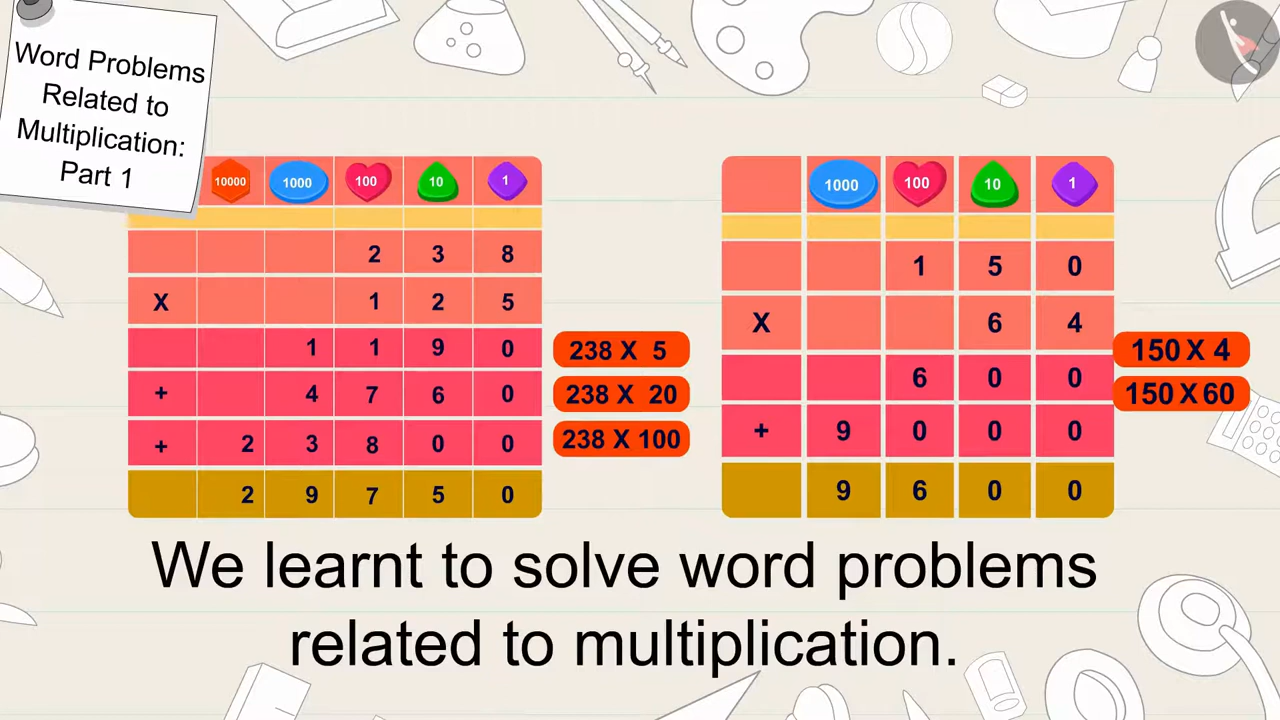 Word Problems
Related to
Multiplication:
Part 1
10000 1000 100 10 1
2 3 8
X 1 2 5
1 1 9 0
+ 4 7 6 0
+ 2 3 8 0 0
2 9 7 5 0
238 X 5
238 X 20
238 X 100
1000 100 10 1
1 5 0
X 6 4
6 0 0
+ 9 0 0 0
9 6 0 0
150 X 4
150 X 60
We learnt to solve word problems
related to multiplication.